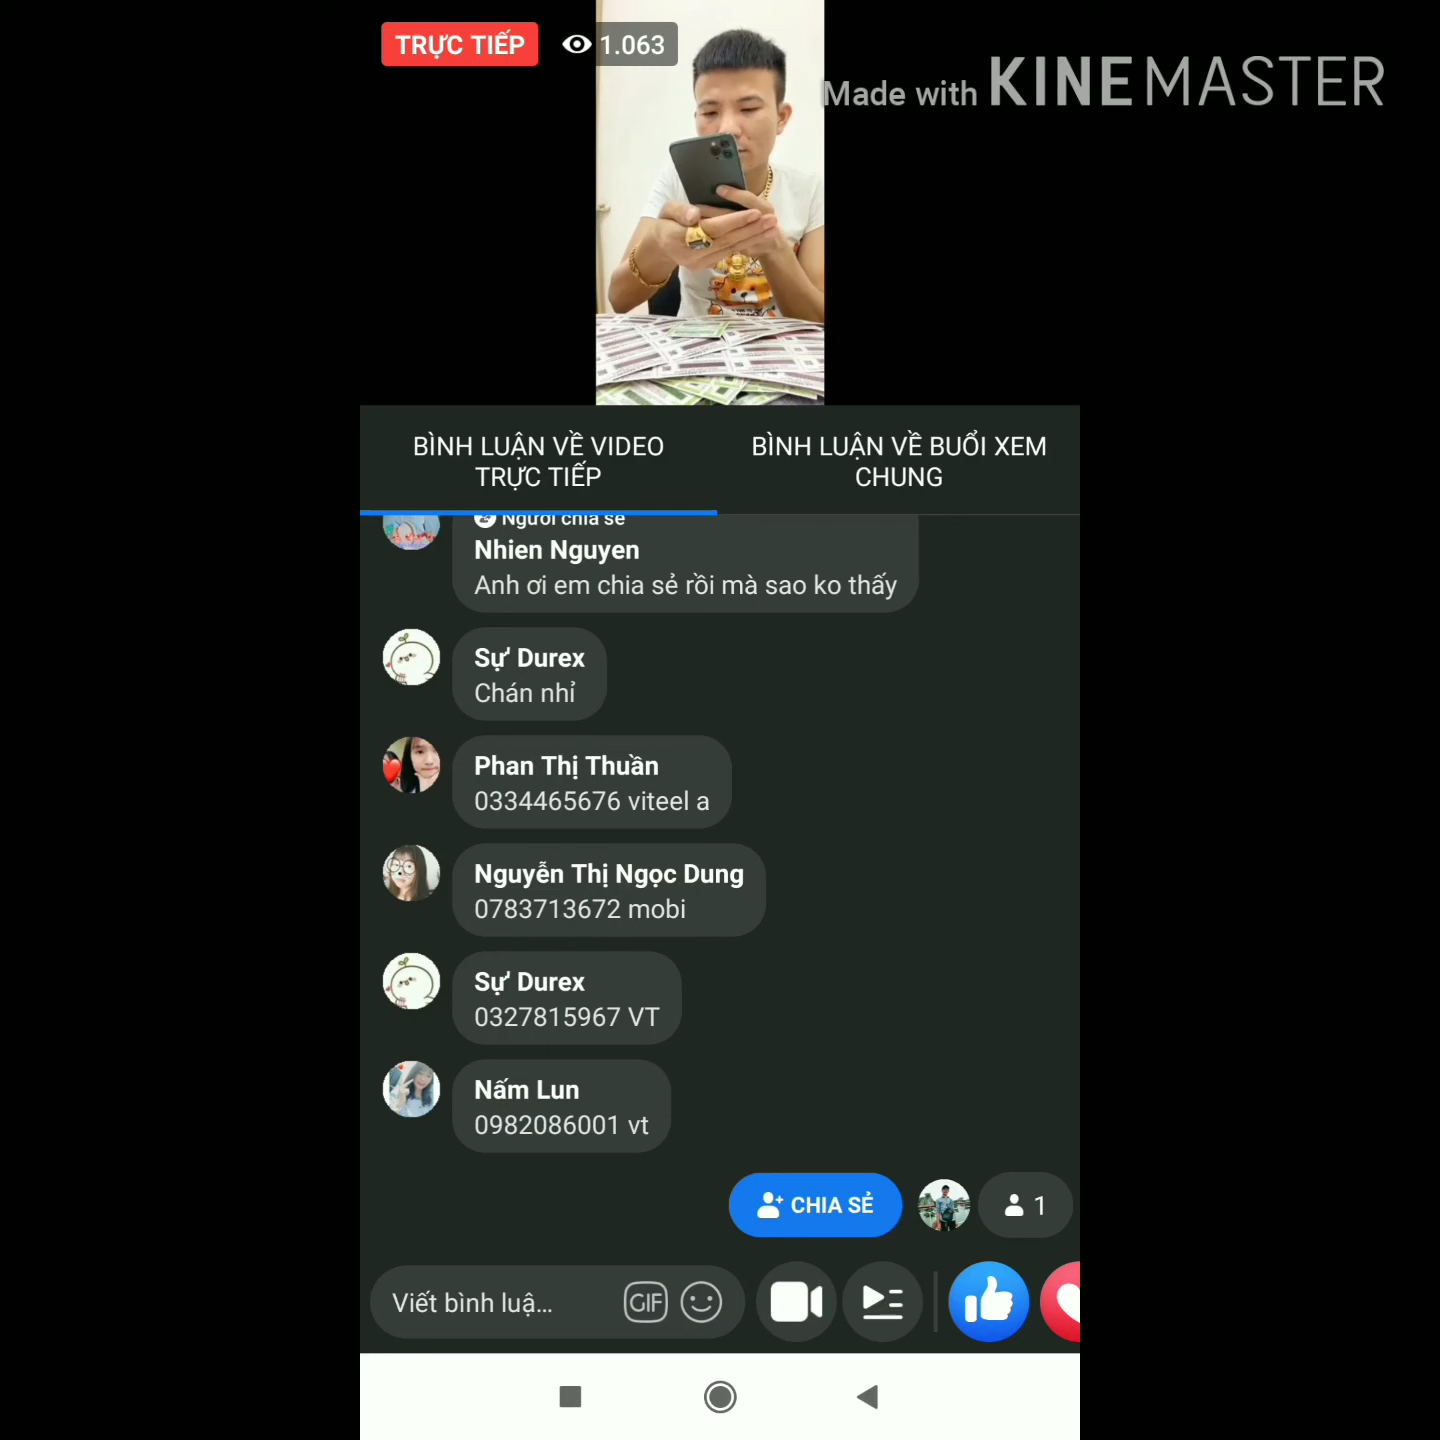 TRỰC TIẾP
1.063
Made with KINEMASTER
BÌNH LUẬN VỀ VIDEO
TRỰC TIẾP
BÌNH LUẬN VỀ BUỔI XEM
CHUNG
Người chia sẻ
Nhien Nguyen
Anh ơi em chia sẻ rồi mà sao ko thấy
Sự' Durex
Chán nhỉ
Phan Thị Thuần
0334465676 viteel a
Nguyễn Thị Ngọc Dung
0783713672 mobi
Sự' Durex
0327815967 VT
Nấm Lun
0982086001 vt
CHIA SẺ
1
Viết bình luậ...
GIF